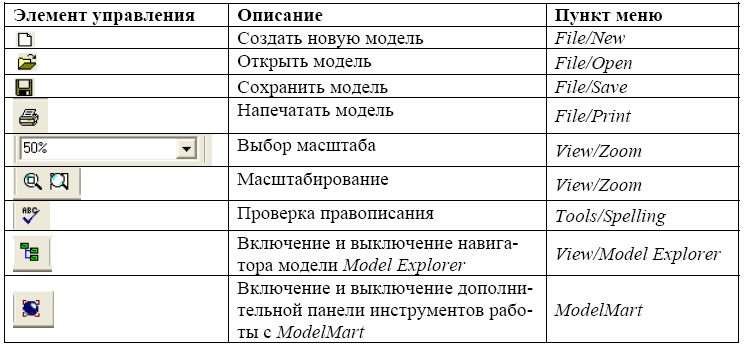 Элемент управления Описание Пункт меню
Создать новую модель File/New
Открыть модель File/Open
Сохранить модель File/Save
Напечатать модель File/Print
50% Выбор масштаба View/Zoom
Масштабирование View/Zoom
ABC Проверка правописания Tools/Spelling
Включение и выключение навига-
тора модели Model Explorer View/Model Explorer
Включение и выключение дополни-
тельной панели инструментов рабо- ModelMart
ты с ModelMart